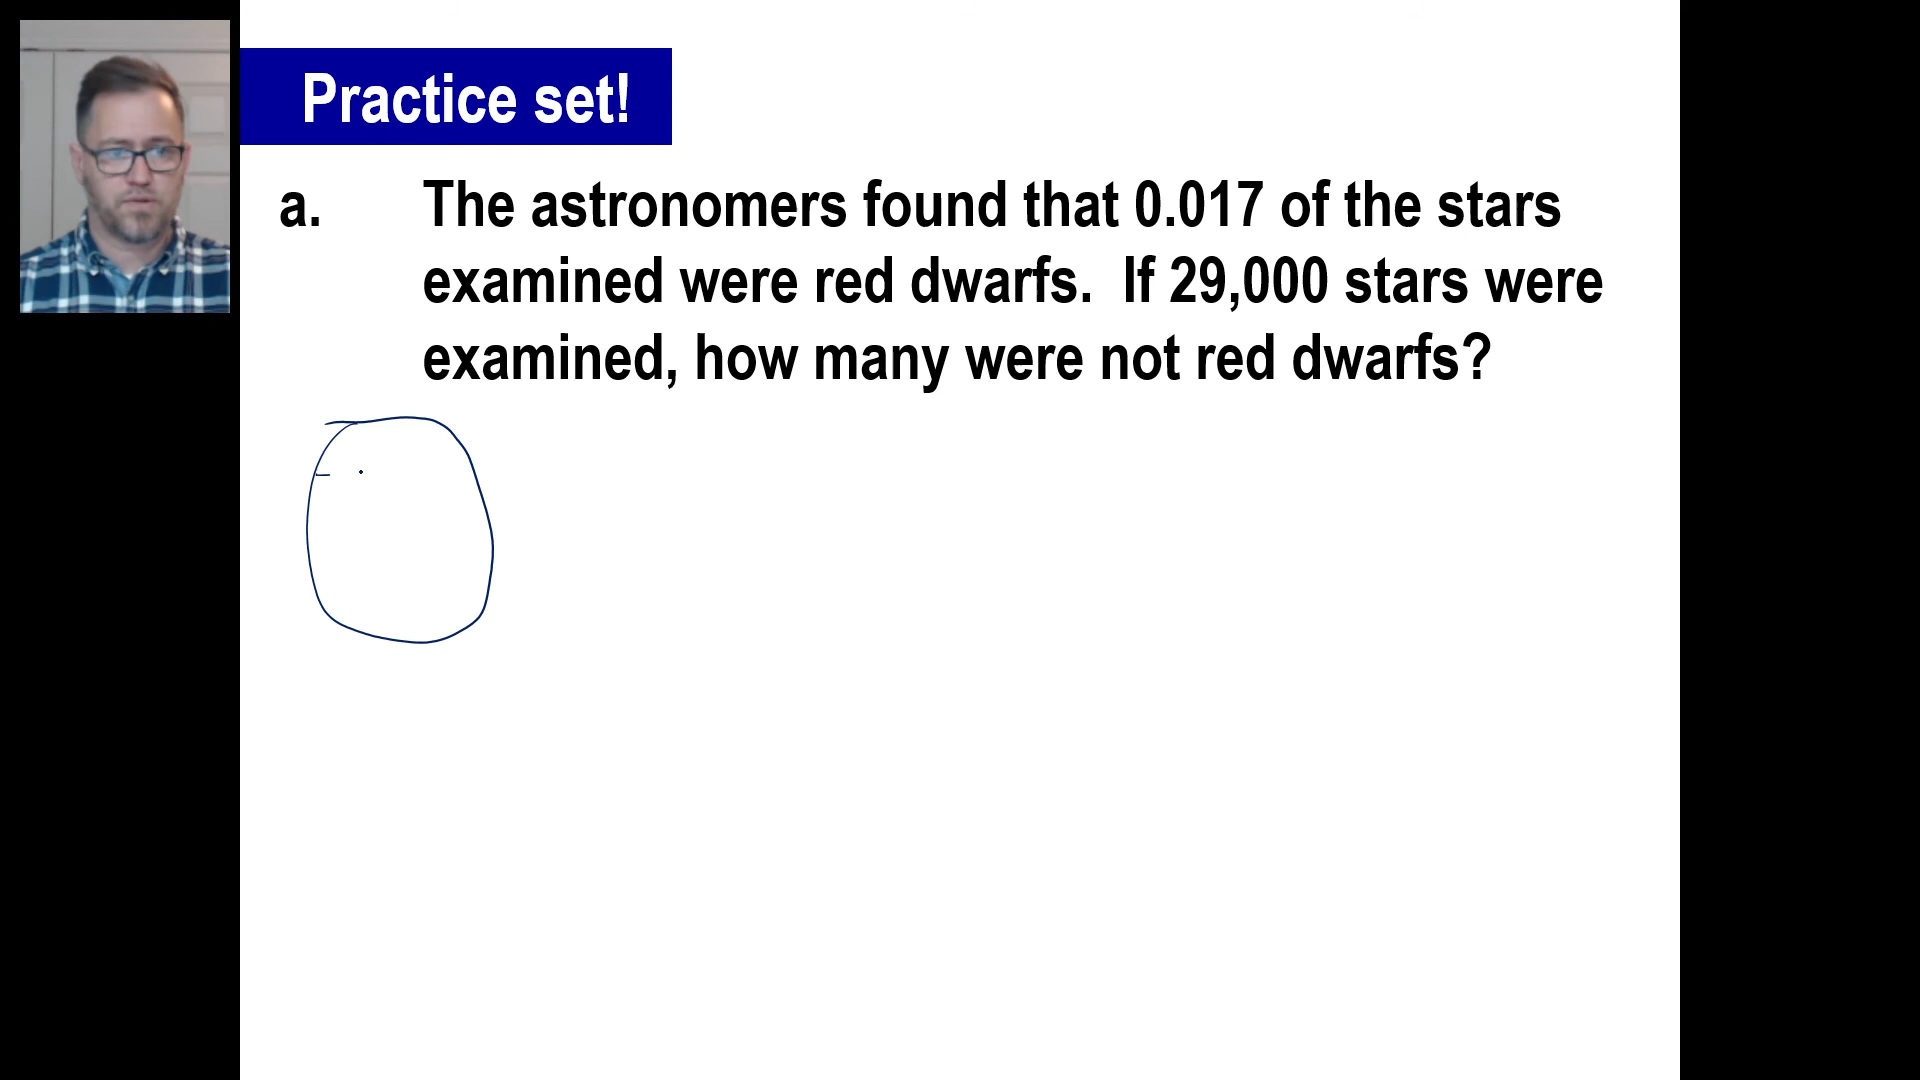 Practice set!
a. The astronomers found that 0.017 of the stars
examined were red dwarfs. If 29,000 stars were
examined, how many were not red dwarfs?